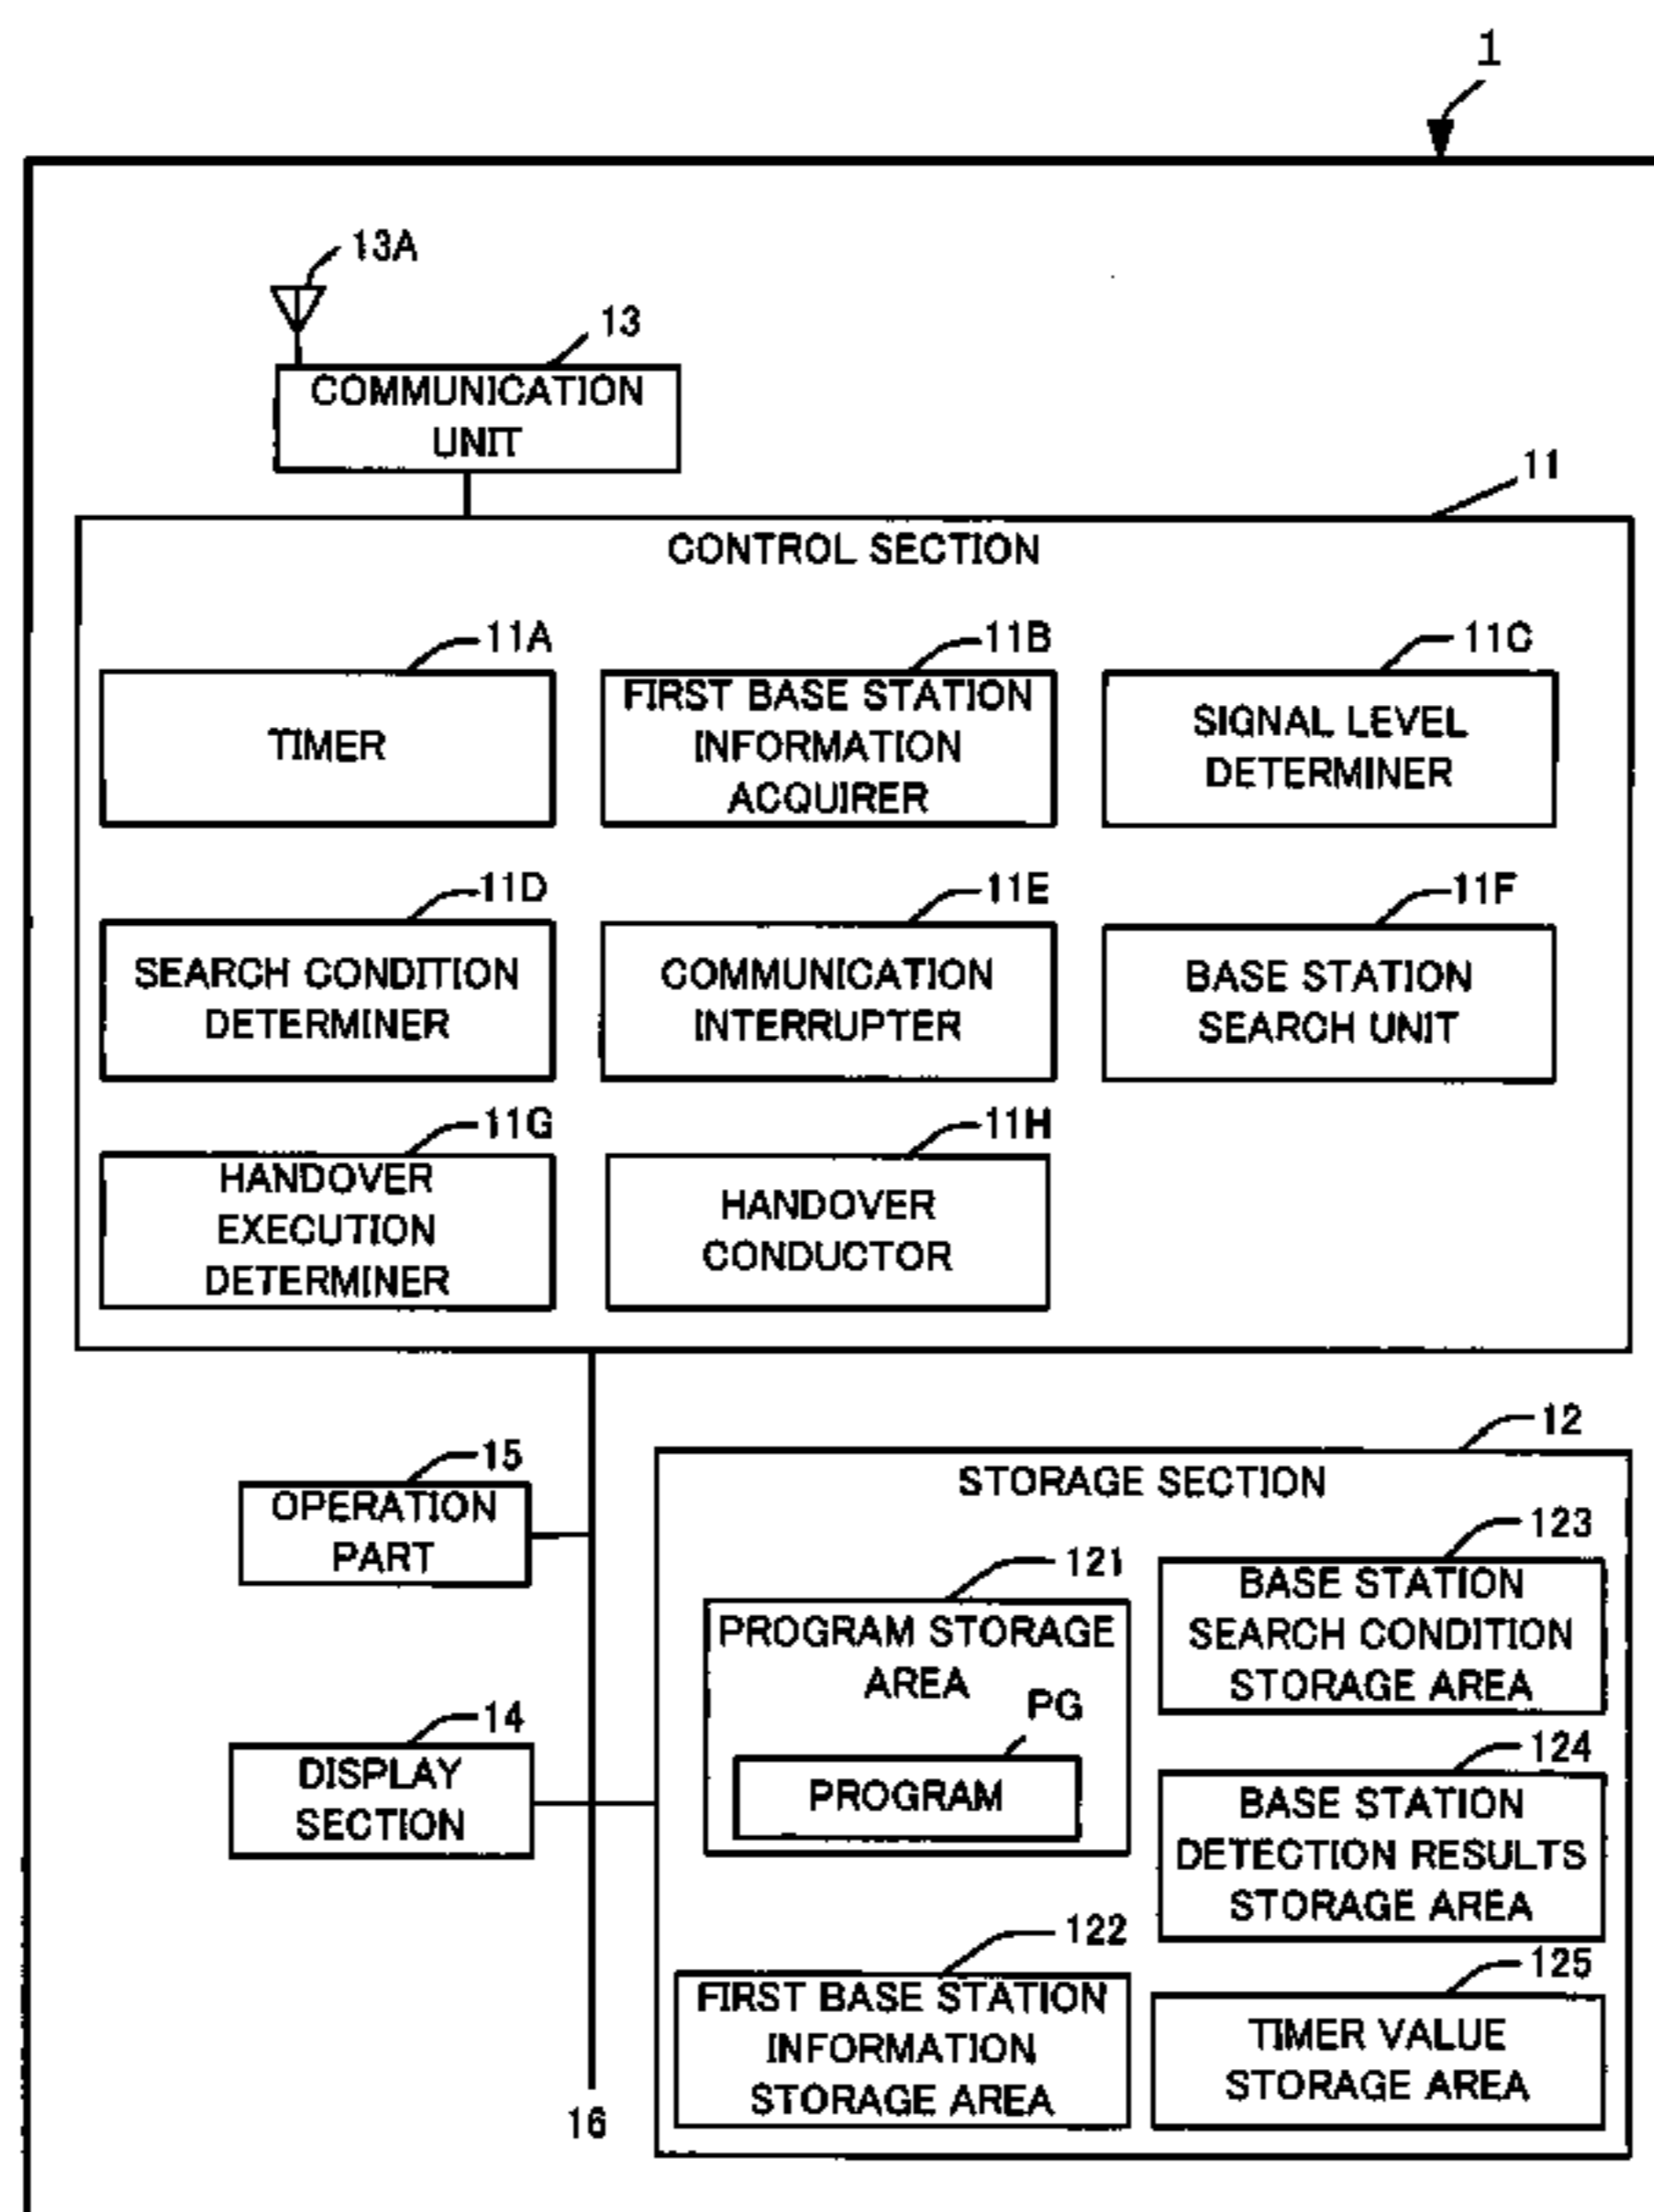 1
13A
13
COMMUNICATION
UNIT
11
CONTROL SECTION
11A
TIMER
11B
FIRST BASE STATION
INFORMATION
ACQUIRER
11C
SIGNAL LEVEL
DETERMINER
11D
SEARCH CONDITION
DETERMINER
11E
COMMUNICATION
INTERRUPTER
11F
BASE STATION
SEARCH UNIT
11G
HANDOVER
EXECUTION
DETERMINER
11H
HANDOVER
CONDUCTOR
15
OPERATION
PART
14
DISPLAY
SECTION
16
12
STORAGE SECTION
121
PROGRAM STORAGE
AREA
PG
PROGRAM
122
FIRST BASE STATION
INFORMATION
STORAGE AREA
123
BASE STATION
SEARCH CONDITION
STORAGE AREA
124
BASE STATION
DETECTION RESULTS
STORAGE AREA
125
TIMER VALUE
STORAGE AREA